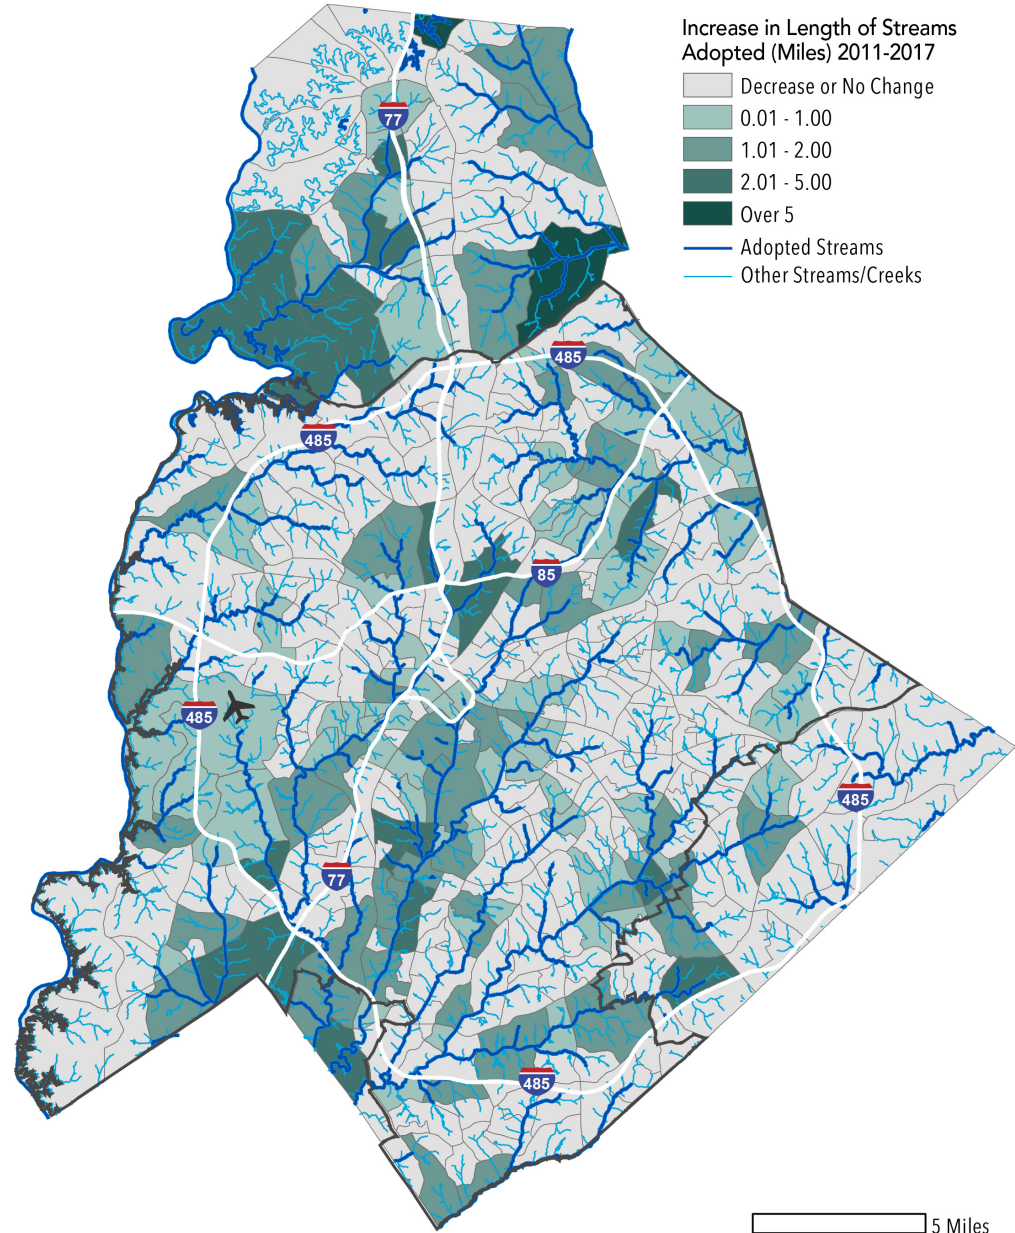 Increase in Length of Streams
Adopted (Miles) 2011-2017
Decrease or No Change
0.01 - 1.00
1.01 - 2.00
2.01 - 5.00
Over 5
Adopted Streams
Other Streams/Creeks
77
485
485
85
485
485
77
485
5 Miles